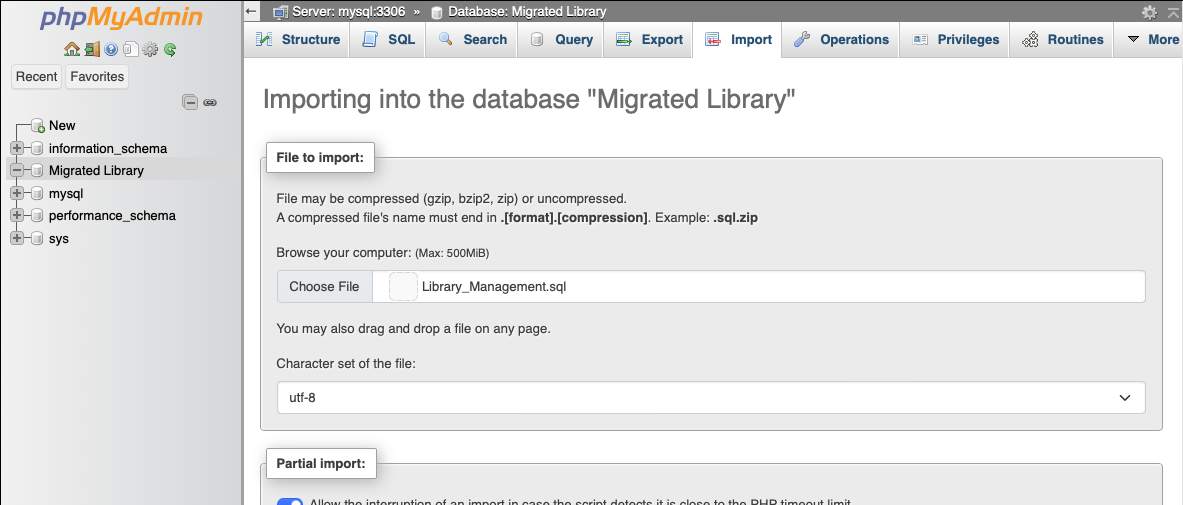 phpMyAdmin
Recent Favorites
New
information_schema
Migrated Library
mysql
performance_schema
sys
Server: mysql:3306 » Database: Migrated Library
Structure SQL Search Query Export Import Operations Privileges Routines More
Importing into the database "Migrated Library"
File to import:
File may be compressed (gzip, bzip2, zip) or uncompressed.
A compressed file's name must end in .[format].[compression]. Example: .sql.zip
Browse your computer: (Max: 500MiB)
Choose File Library_Management.sql
You may also drag and drop a file on any page.
Character set of the file:
utf-8
Partial import:
Allow the interruption of an import in case the script detects it is close to the PHP timeout limit.